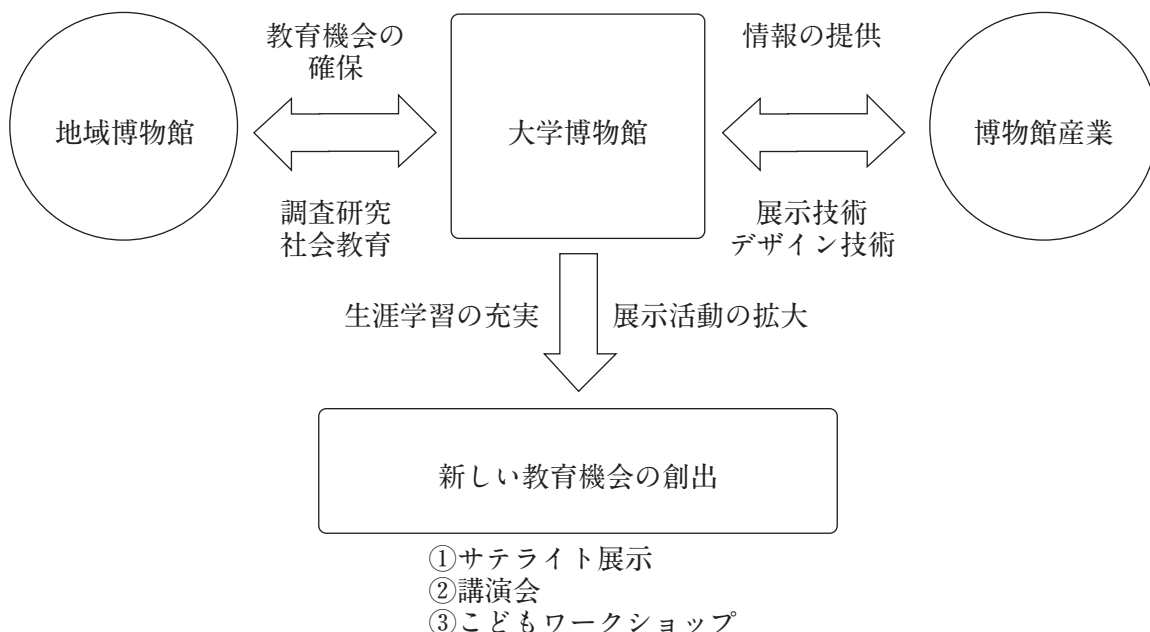 教育機会の
確保
情報の提供
地域博物館
大学博物館
博物館産業
調査研究
社会教育
展示技術
デザイン技術
生涯学習の充実
展示活動の拡大
新しい教育機会の創出
①サテライト展示
②講演会
③こどもワークショップ